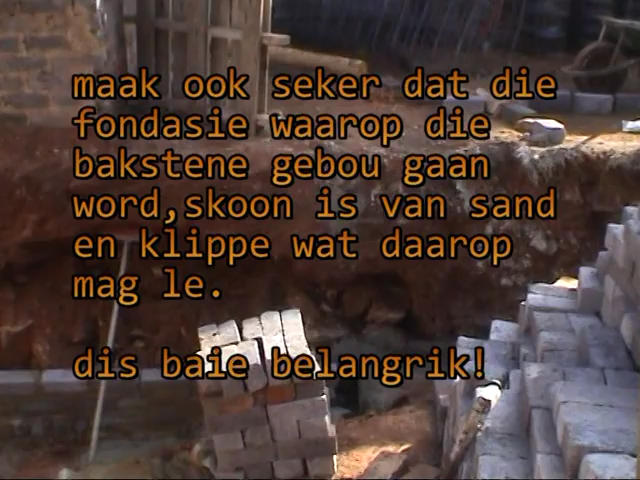 maak ook seker dat die
fondasie waarop die
bakstene gebou gaan
word,skoon is van sand
en klippe wat daarop
mag le.
dis baie belangrik!